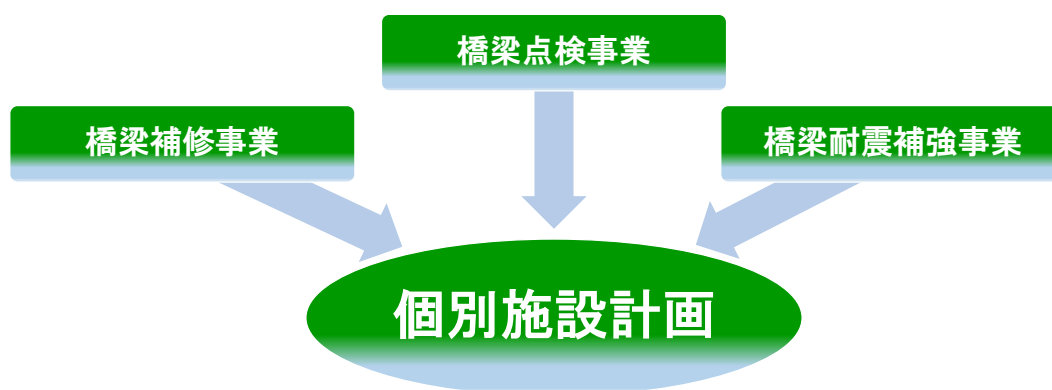 橋梁点検事業
橋梁補修事業
橋梁耐震補強事業
個別施設計画